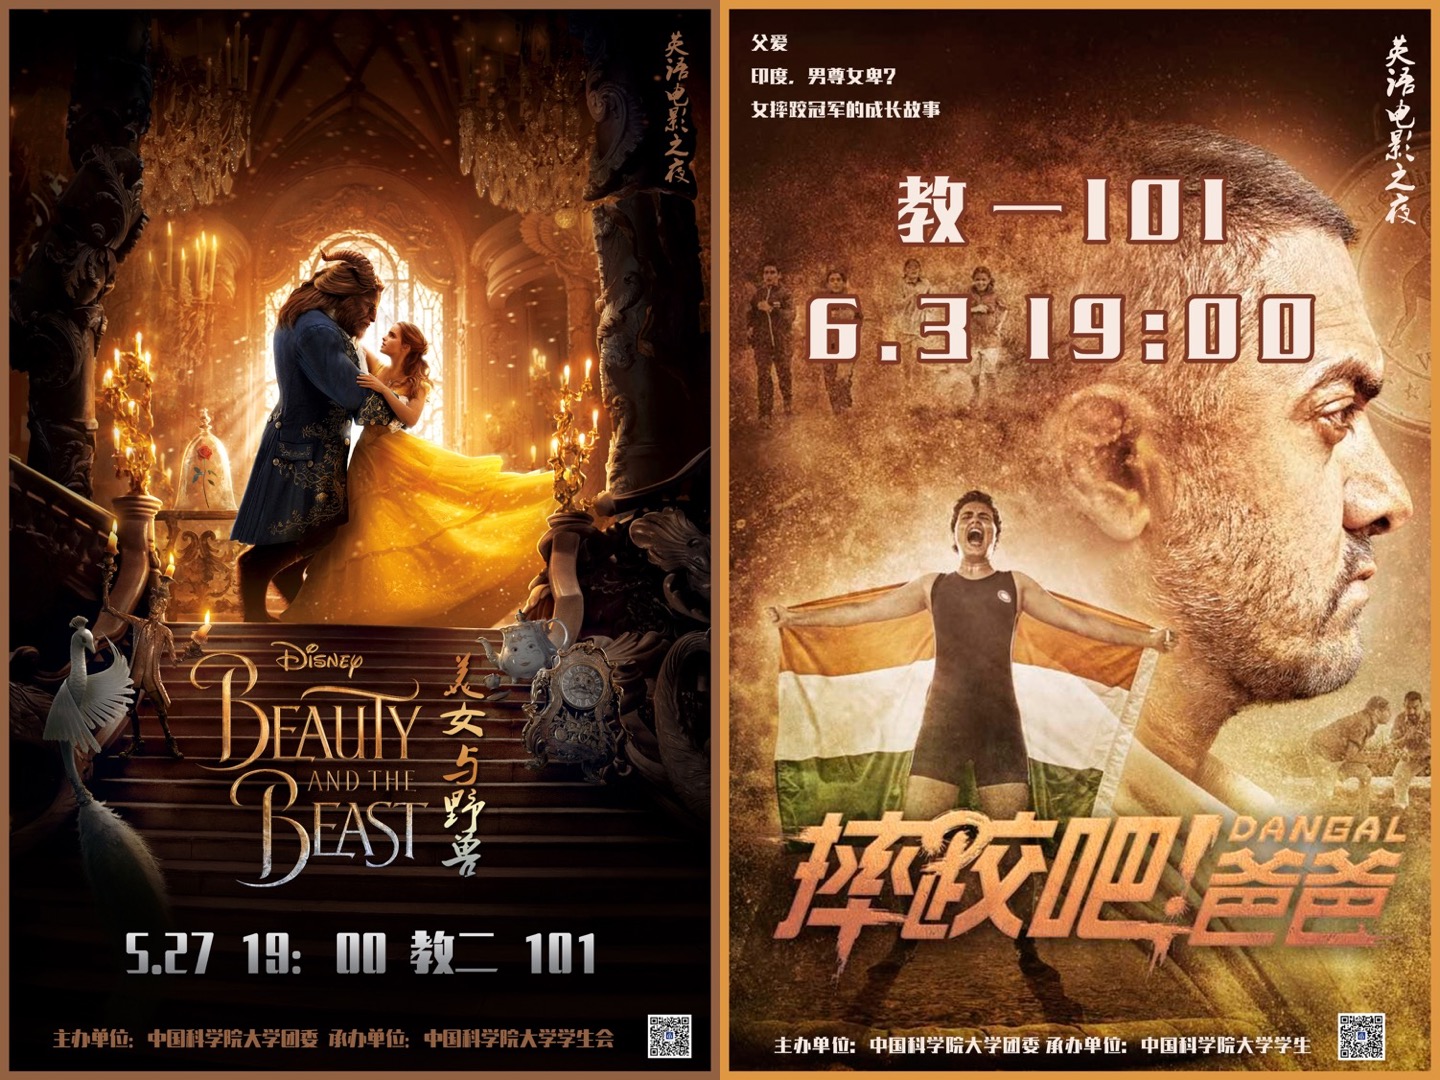 英语电影之夜
Disney
BEAUTY
AND THE
BEAST
美女与野兽
5.27 19：00 教二 101
主办单位：中国科学院大学团委 承办单位：中国科学院大学学生会
父爱
印度，男尊女卑？
女摔跤冠军的成长故事
英语电影之夜
教一101
6.3 19:00
摔跤吧！爸爸
DANGAL
主办单位：中国科学院大学团委 承办单位：中国科学院大学学生